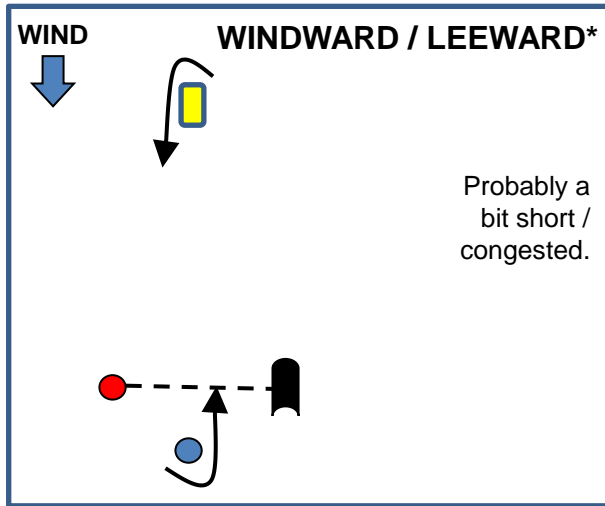 WIND
WINDWARD / LEEWARD*
Probably a
bit short /
congested.